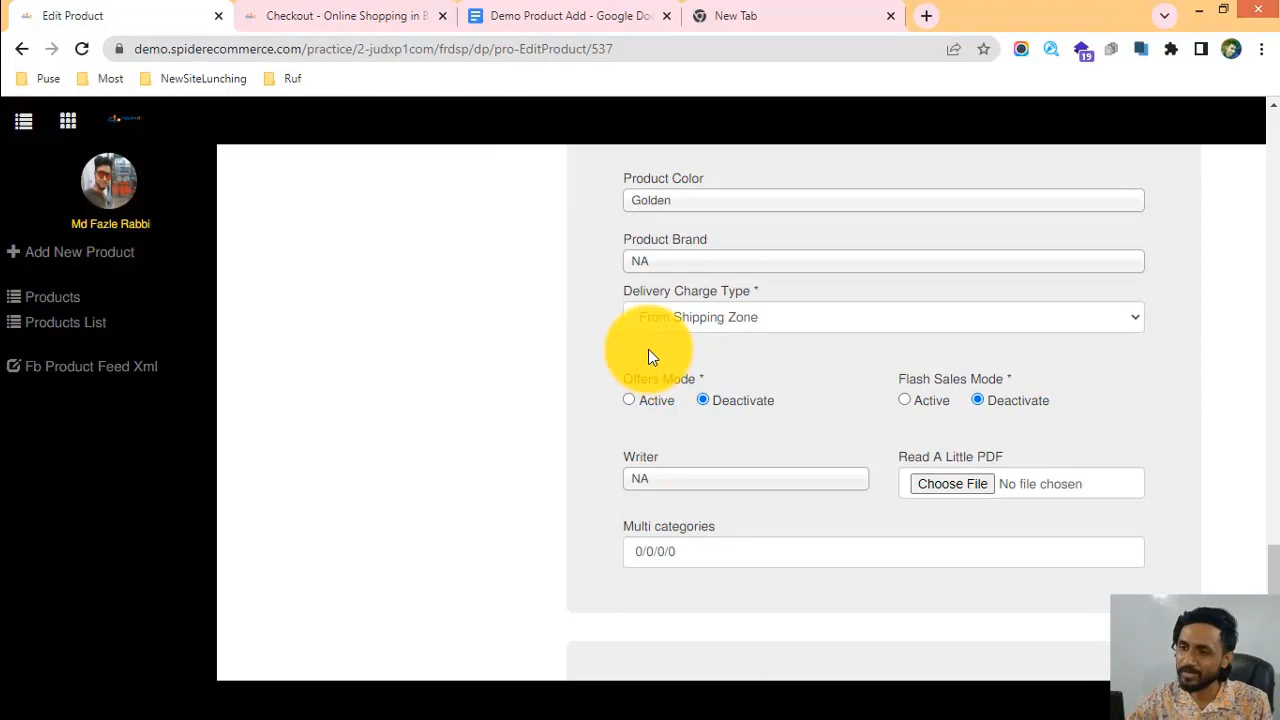 Edit Product
Checkout - Online Shopping in B
Demo Product Add - Google Doc
New Tab
demo.spiderecommerce.com/practice/2-judxp1com/frdsp/dp/pro-EditProduct/537
19
Puse
Most
NewSiteLunching
Ruf
Md Fazle Rabbi
Add New Product
Products
Products List
Fb Product Feed Xml
Product Color
Golden
Product Brand
NA
Delivery Charge Type *
From Shipping Zone
Offers Mode *
Active
Deactivate
Flash Sales Mode *
Active
Deactivate
Writer
NA
Read A Little PDF
Choose File No file chosen
Multi categories
0/0/0/0